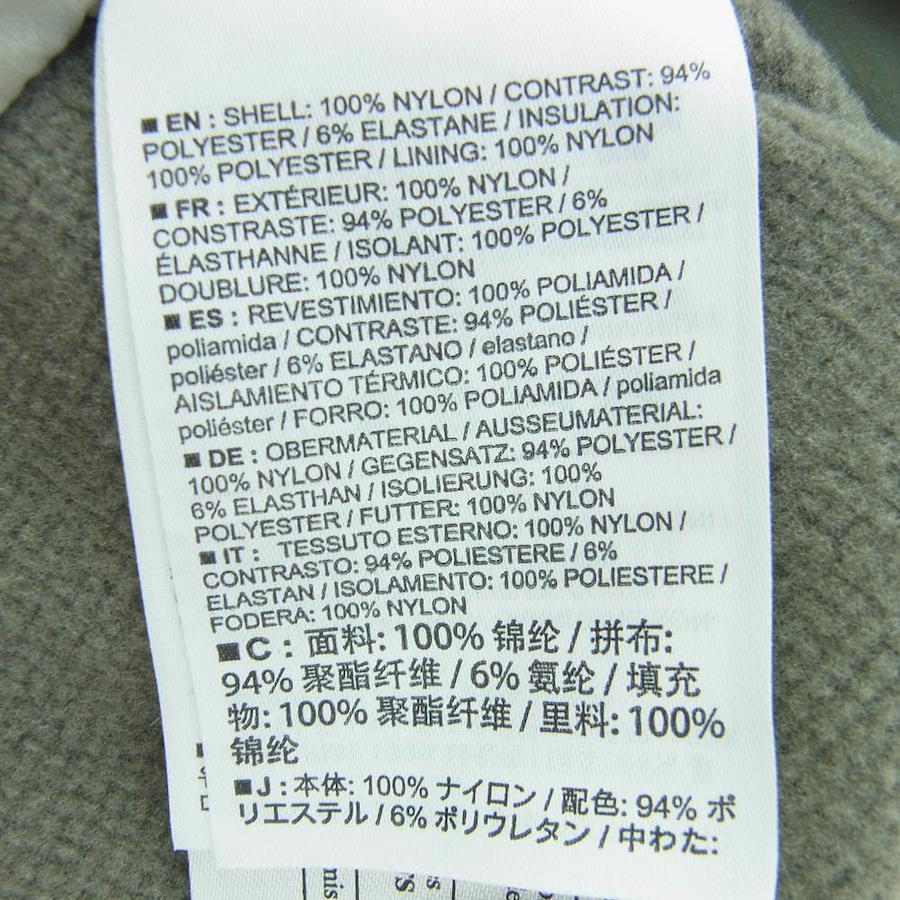 ■ EN : SHELL: 100% NYLON / CONTRAST: 94%
POLYESTER / 6% ELASTANE / INSULATION:
100% POLYESTER / LINING: 100% NYLON
■ FR : EXTÉRIEUR: 100% NYLON /
CONSTRASTE: 94% POLYESTER / 6%
ÉLASTHANNE / ISOLANT: 100% POLYESTER /
DOUBLURE: 100% NYLON
■ ES : REVESTIMIENTO: 100% POLIAMIDA /
poliamida / CONTRASTE: 94% POLIÉSTER /
poliéster / 6% ELASTANO / elastano /
AISLAMIENTO TÉRMICO: 100% POLIÉSTER /
poliéster / FORRO: 100% POLIAMIDA / poliamida
■ DE : OBERMATERIAL / AUSSEUMATERIAL:
100% NYLON / GEGENSATZ: 94% POLYESTER /
6% ELASTHAN / ISOLIERUNG: 100%
POLYESTER / FUTTER: 100% NYLON
■ IT : TESSUTO ESTERNO: 100% NYLON /
CONTRASTO: 94% POLIESTERE / 6%
ELASTAN / ISOLAMENTO: 100% POLIESTERE /
FODERA: 100% NYLON
■ C : 面料: 100% 锦纶 / 拼布:
94% 聚酯纤维 / 6% 氨纶 / 填充
物: 100% 聚酯纤维 / 里料: 100%
锦纶
■ J : 本体: 100% ナイロン / 配色: 94% ポ
リエステル / 6% ポリウレタン / 中わた: